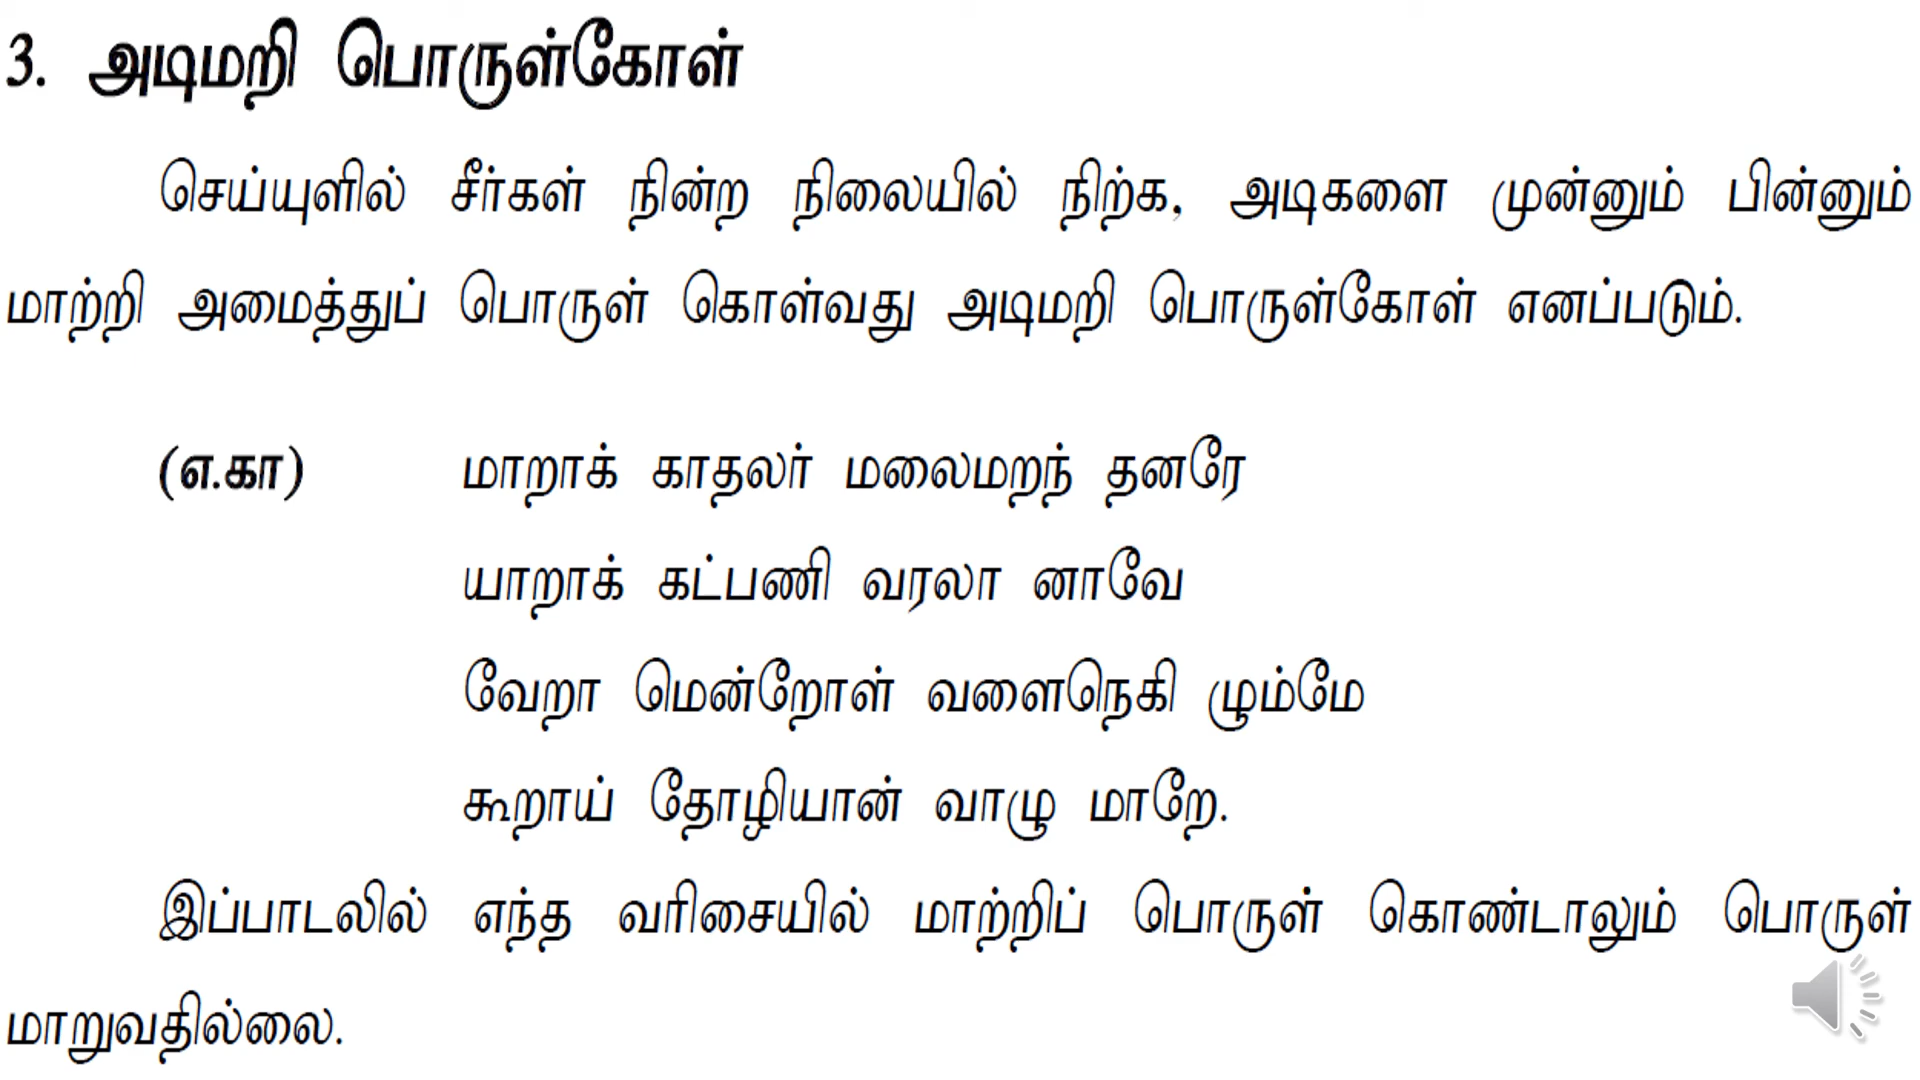 3. அடிமறி பொருள்கோள்
செய்யுளில் சீர்கள் நின்ற நிலையில் நிற்க, அடிகளை முன்னும் பின்னும்
மாற்றி அமைத்துப் பொருள் கொள்வது அடிமறி பொருள்கோள் எனப்படும்.
(எ.கா) மாறாக் காதலர் மலைமறந் தனரே
யாறாக் கட்பணி வரலா னாவே
வேறா மென்றோள் வளைநெகி ழும்மே
கூறாய் தோழியான் வாழு மாறே.
இப்பாடலில் எந்த வரிசையில் மாற்றிப் பொருள் கொண்டாலும் பொருள்
மாறுவதில்லை.